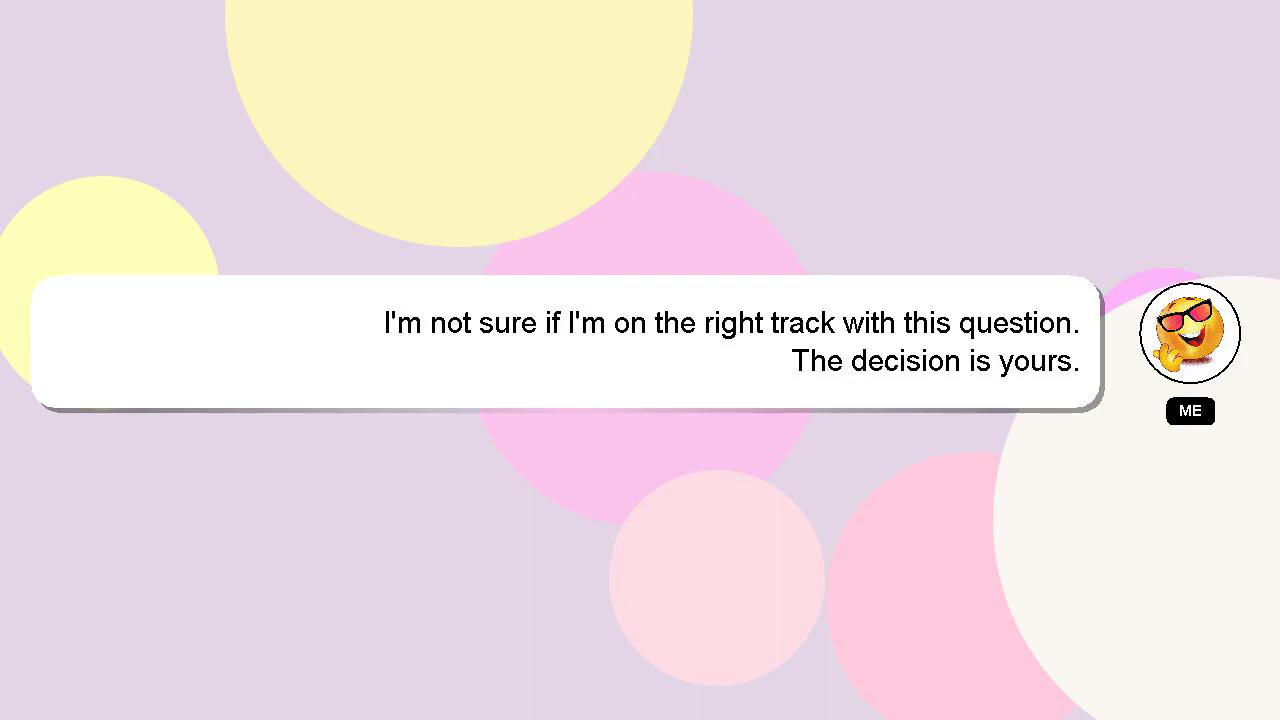 I'm not sure if I'm on the right track with this question.
The decision is yours.
ME